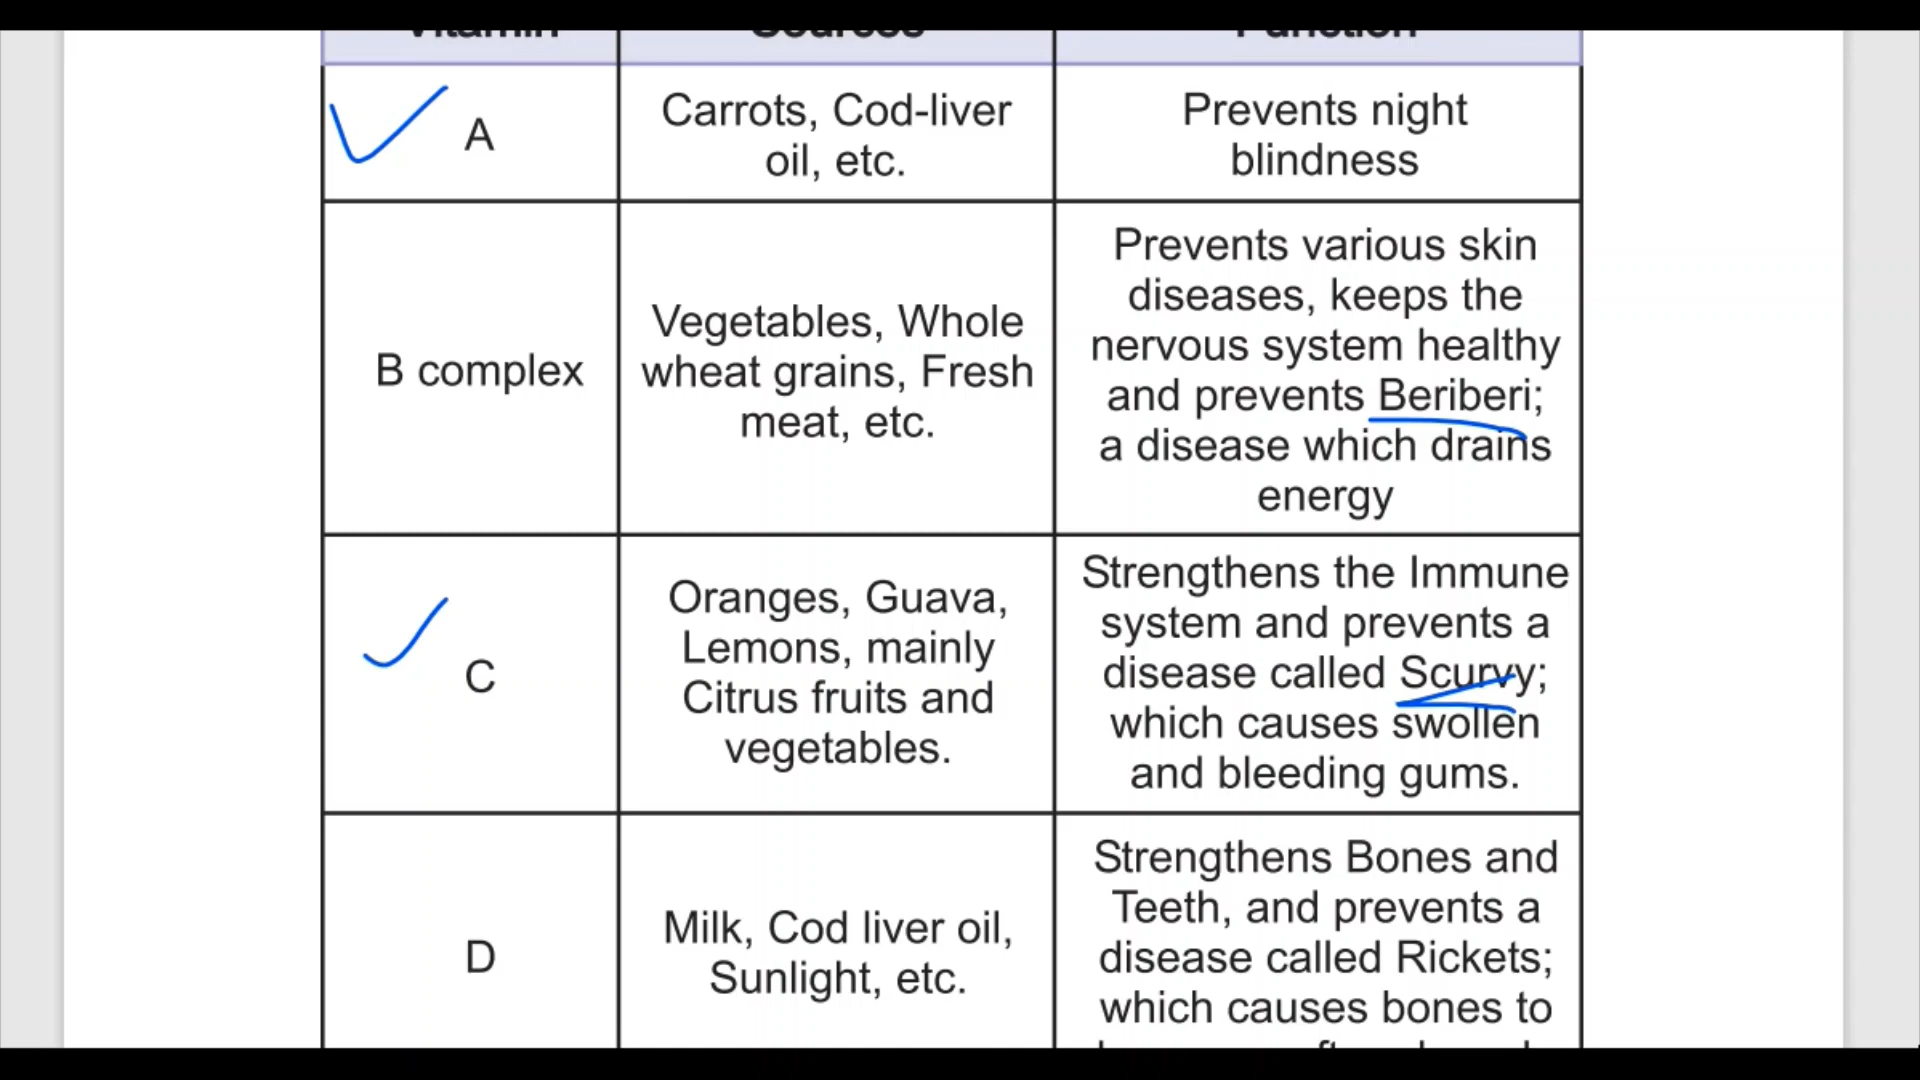 Vitamin Sources Function
A
Carrots, Cod-liver
oil, etc.
Prevents night
blindness
B complex
Vegetables, Whole
wheat grains, Fresh
meat, etc.
Prevents various skin
diseases, keeps the
nervous system healthy
and prevents Beriberi;
a disease which drains
energy
C
Oranges, Guava,
Lemons, mainly
Citrus fruits and
vegetables.
Strengthens the Immune
system and prevents a
disease called Scurvy;
which causes swollen
and bleeding gums.
D
Milk, Cod liver oil,
Sunlight, etc.
Strengthens Bones and
Teeth, and prevents a
disease called Rickets;
which causes bones to